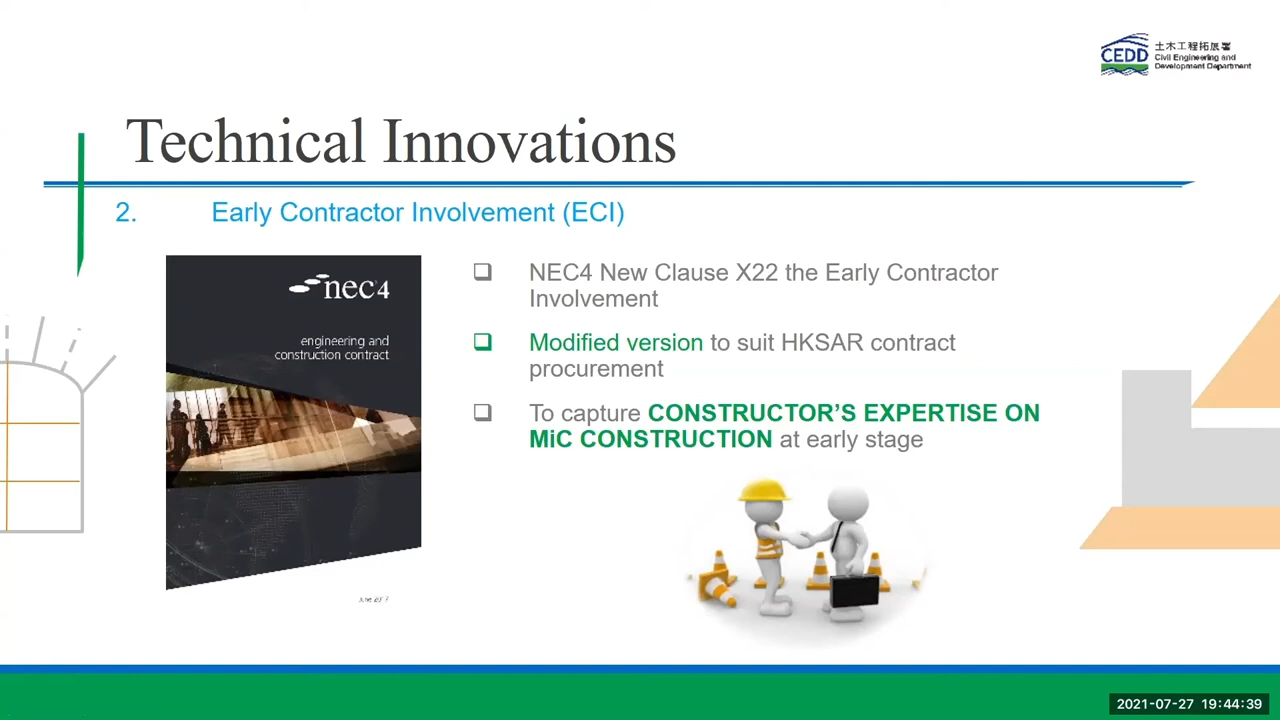 CEDD
土木工程拓展署
Civil Engineering and
Development Department
Technical Innovations
2. Early Contractor Involvement (ECI)
nec4
engineering and
construction contract
NEC4 New Clause X22 the Early Contractor
Involvement
Modified version to suit HKSAR contract
procurement
To capture CONSTRUCTOR’S EXPERTISE ON
MiC CONSTRUCTION at early stage
2021-07-27 19:44:39